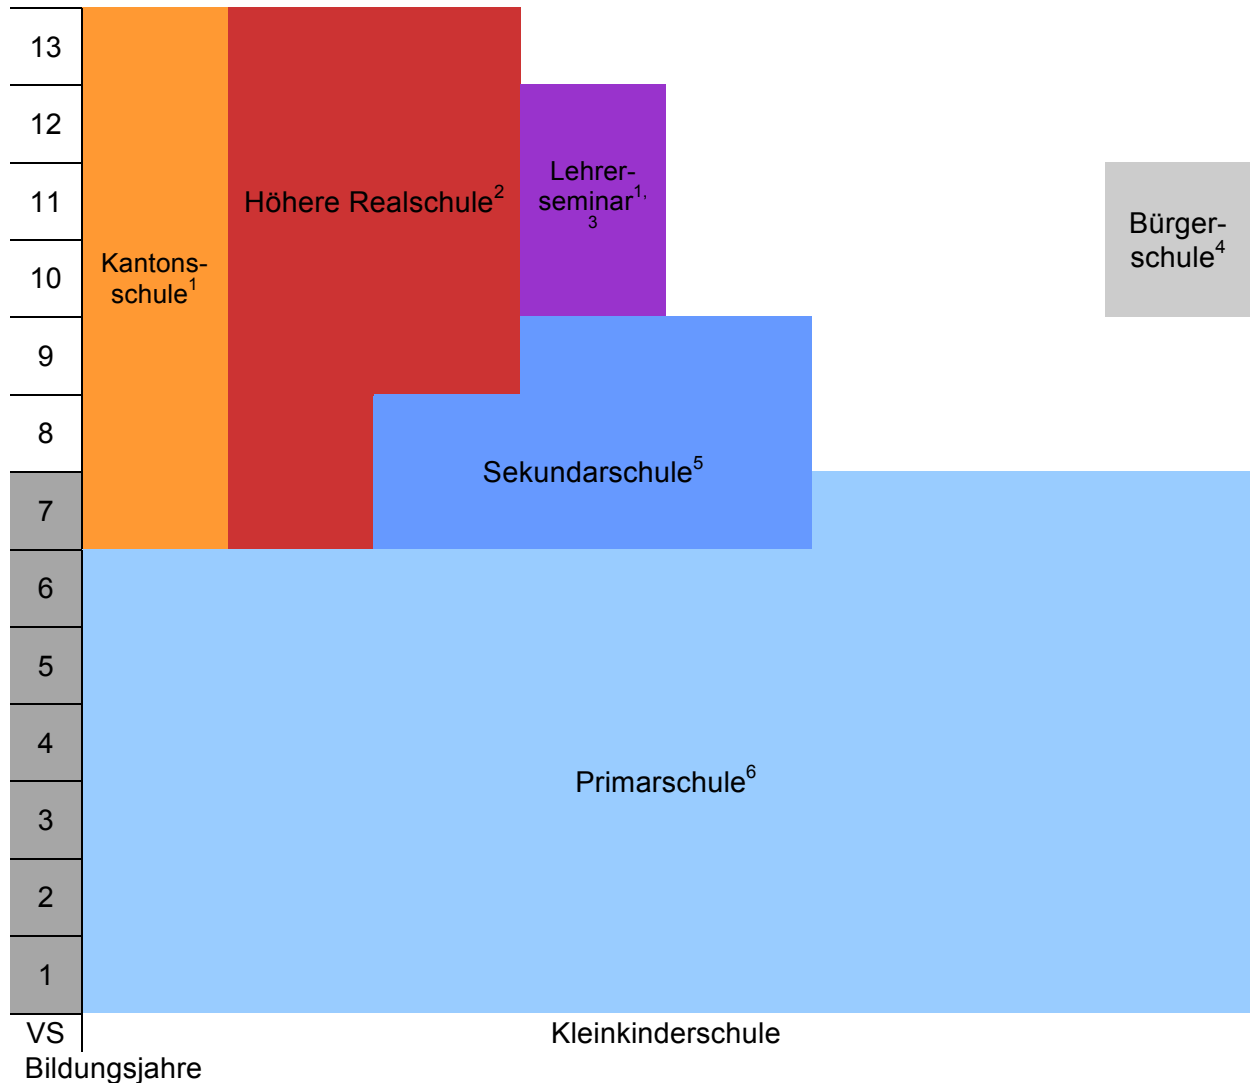 13
12
11
10
9
8
7
6
5
4
3
2
1
VS
Bildungsjahre
Kantons-
schule¹
Höhere Realschule²
Lehrer-
seminar¹,
³
Bürger-
schule⁴
Sekundarschule⁵
Primarschule⁶
Kleinkinderschule